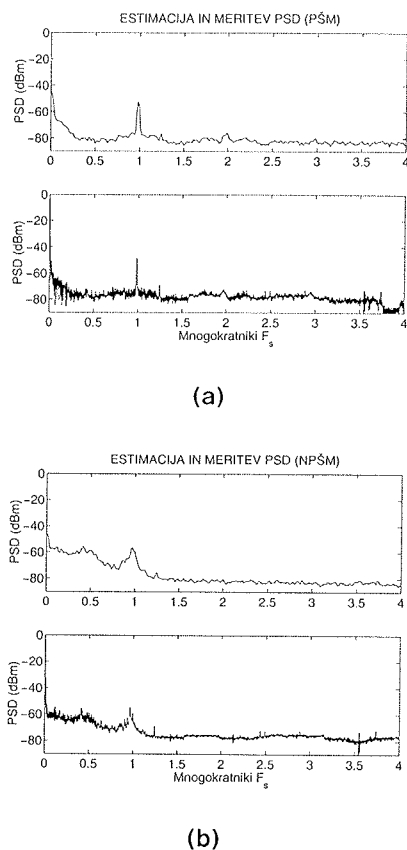 ESTIMACIJA IN MERITEV PSD (PŠM)
0
−20
−40
−60
−80
PSD (dBm)
0 0.5 1 1.5 2 2.5 3 3.5 4
0
−20
−40
−60
−80
PSD (dBm)
0 0.5 1 1.5 2 2.5 3 3.5 4
Mnogokratniki Fs
(a)
ESTIMACIJA IN MERITEV PSD (NPŠM)
0
−20
−40
−60
−80
PSD (dBm)
0 0.5 1 1.5 2 2.5 3 3.5 4
0
−20
−40
−60
−80
PSD (dBm)
0 0.5 1 1.5 2 2.5 3 3.5 4
Mnogokratniki Fs
(b)